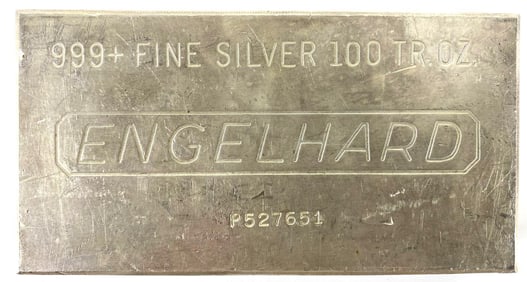 999+ FINE SILVER 100 TR. OZ.
ENGELHARD
P527651